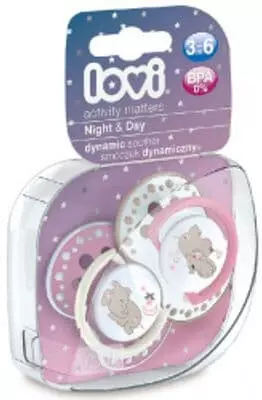 3-6
lovi
BPA
0%
activity matters
Night & Day
dynamic soother
smoczek dynamiczny